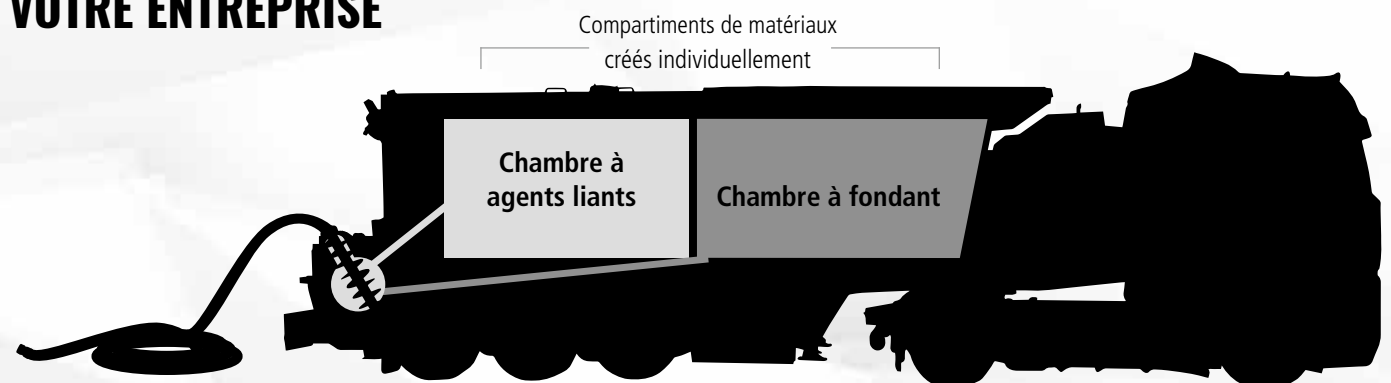 VOTRE ENTREPRISE
Compartiments de matériaux
créés individuellement
Chambre à
agents liants
Chambre à fondant